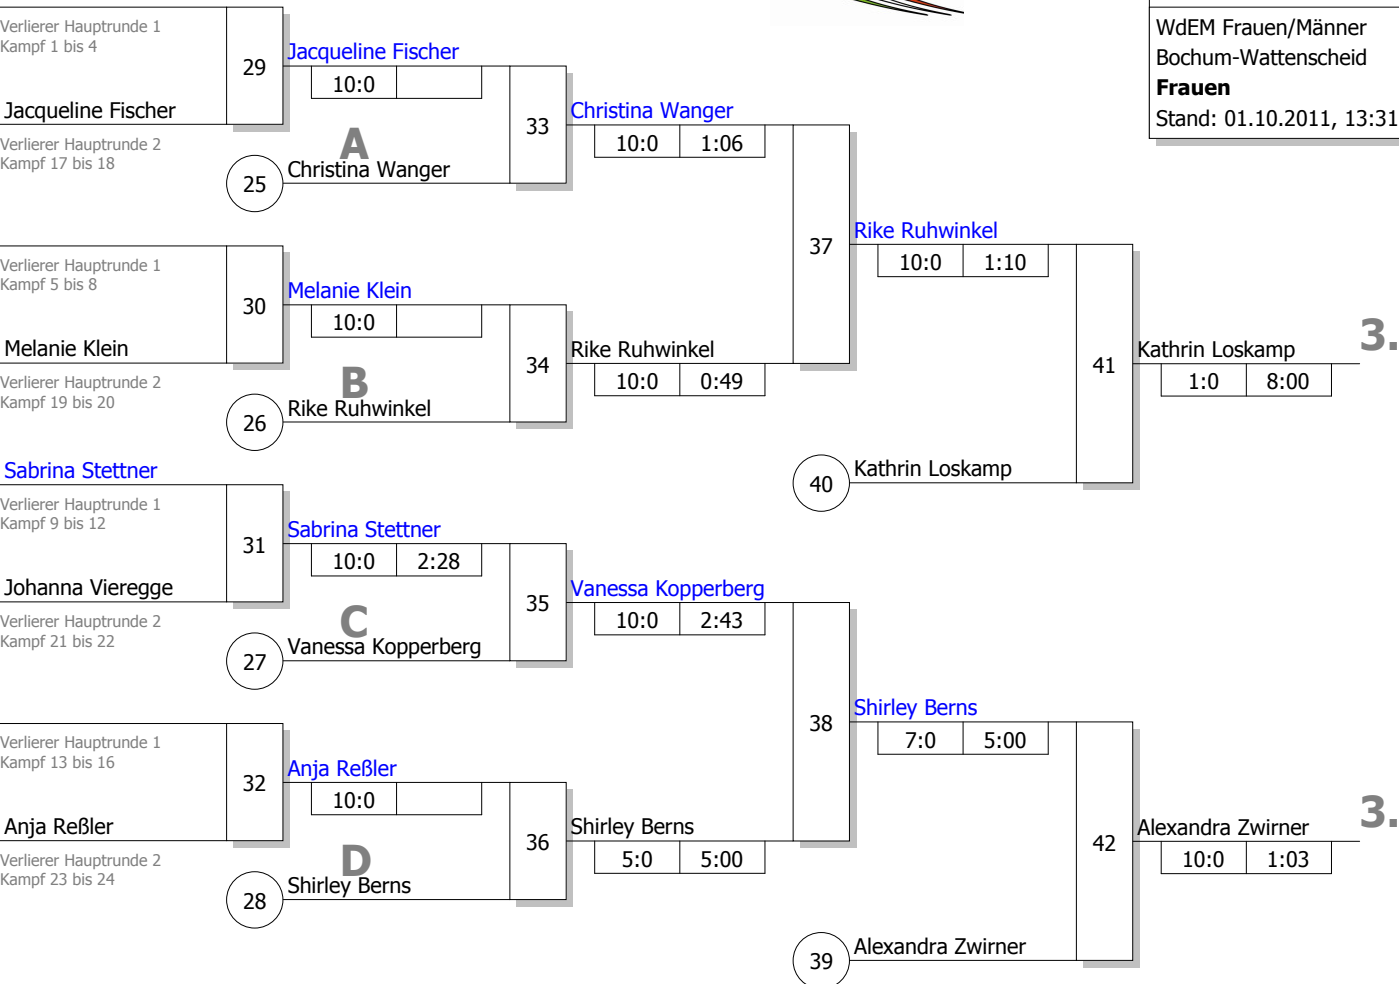 WdEM Frauen/Männer
Bochum-Wattenscheid
Frauen
Stand: 01.10.2011, 13:31
Verlierer Hauptrunde 1
Kampf 1 bis 4
29
Jacqueline Fischer
10:0
Jacqueline Fischer
Verlierer Hauptrunde 2
Kampf 17 bis 18
A
25
Christina Wanger
33
Christina Wanger
10:0 1:06
Verlierer Hauptrunde 1
Kampf 5 bis 8
30
Melanie Klein
10:0
Melanie Klein
Verlierer Hauptrunde 2
Kampf 19 bis 20
B
26
Rike Ruhwinkel
34
Rike Ruhwinkel
10:0 0:49
37
Rike Ruhwinkel
10:0 1:10
40
Kathrin Loskamp
41
Kathrin Loskamp
1:0 8:00
3.
Sabrina Stettner
Verlierer Hauptrunde 1
Kampf 9 bis 12
31
Sabrina Stettner
10:0 2:28
Johanna Vieregge
Verlierer Hauptrunde 2
Kampf 21 bis 22
C
27
Vanessa Kopperberg
35
Vanessa Kopperberg
10:0 2:43
Verlierer Hauptrunde 1
Kampf 13 bis 16
32
Anja Reßler
10:0
Anja Reßler
Verlierer Hauptrunde 2
Kampf 23 bis 24
D
28
Shirley Berns
36
Shirley Berns
5:0 5:00
38
Shirley Berns
7:0 5:00
39
Alexandra Zwirner
42
Alexandra Zwirner
10:0 1:03
3.